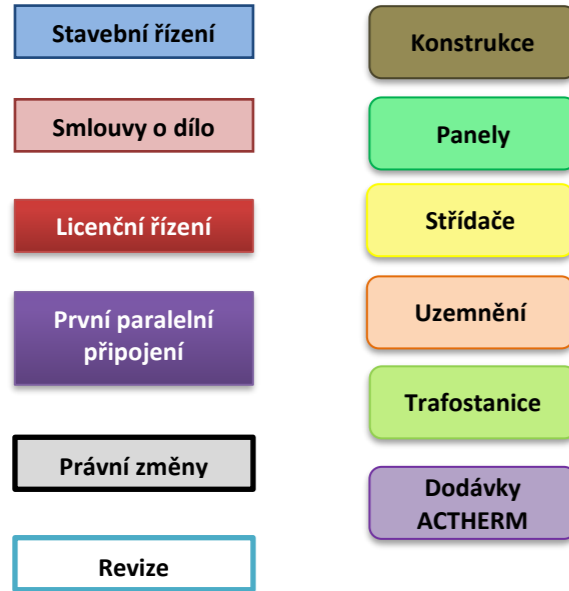 Stavební řízení
Smlouvy o dílo
Licenční řízení
První paralelní
připojení
Právní změny
Revize
Konstrukce
Panely
Střídače
Uzemnění
Trafostanice
Dodávky
ACTHERM